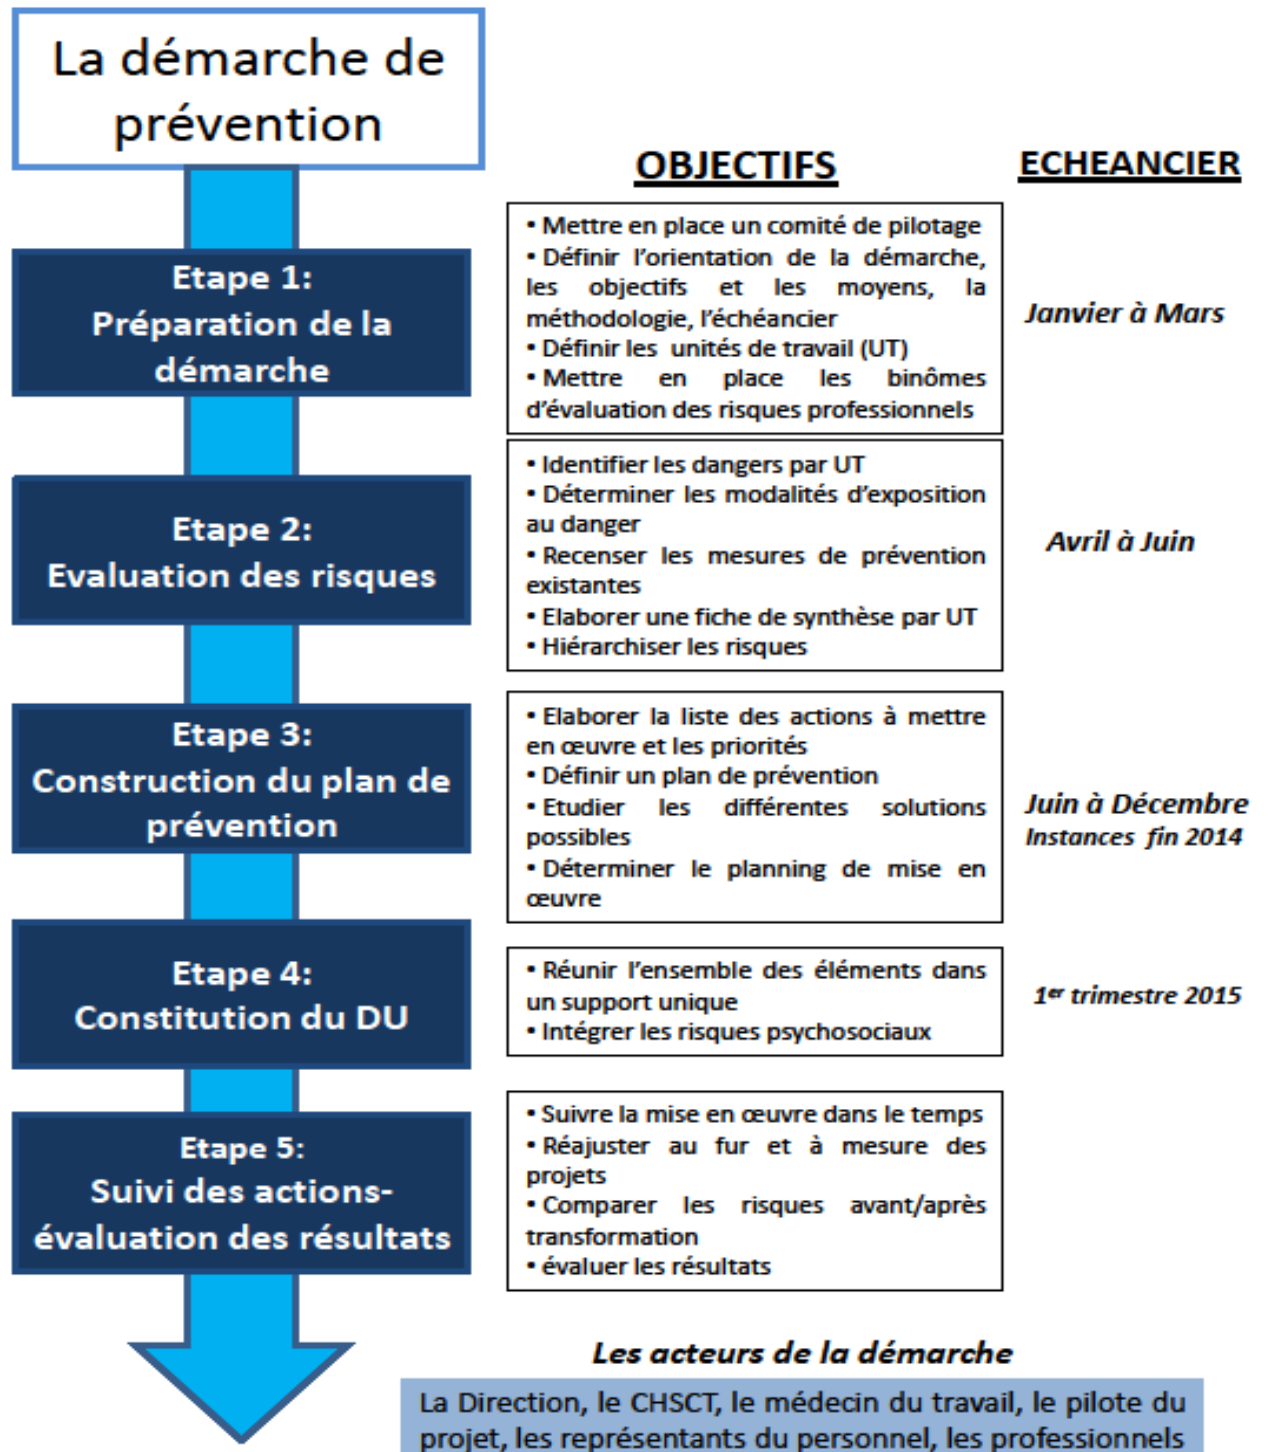 La démarche de
prévention
OBJECTIFS
ECHEANCIER
Etape 1:
Préparation de la
démarche
• Mettre en place un comité de pilotage
• Définir l'orientation de la démarche,
les objectifs et les moyens, la
méthodologie, l'échéancier
• Définir les unités de travail (UT)
• Mettre en place les binômes
d'évaluation des risques professionnels
Janvier à Mars
Etape 2:
Evaluation des risques
• Identifier les dangers par UT
• Déterminer les modalités d'exposition
au danger
• Recenser les mesures de prévention
existantes
• Elaborer une fiche de synthèse par UT
• Hiérarchiser les risques
Avril à Juin
Etape 3:
Construction du plan de
prévention
• Elaborer la liste des actions à mettre
en œuvre et les priorités
• Définir un plan de prévention
• Etudier les différentes solutions
possibles
• Déterminer le planning de mise en
œuvre
Juin à Décembre
Instances fin 2014
Etape 4:
Constitution du DU
• Réunir l'ensemble des éléments dans
un support unique
• Intégrer les risques psychosociaux
1er trimestre 2015
Etape 5:
Suivi des actions-
évaluation des résultats
• Suivre la mise en œuvre dans le temps
• Réajuster au fur et à mesure des
projets
• Comparer les risques avant/après
transformation
• évaluer les résultats
Les acteurs de la démarche
La Direction, le CHSCT, le médecin du travail, le pilote du
projet, les représentants du personnel, les professionnels